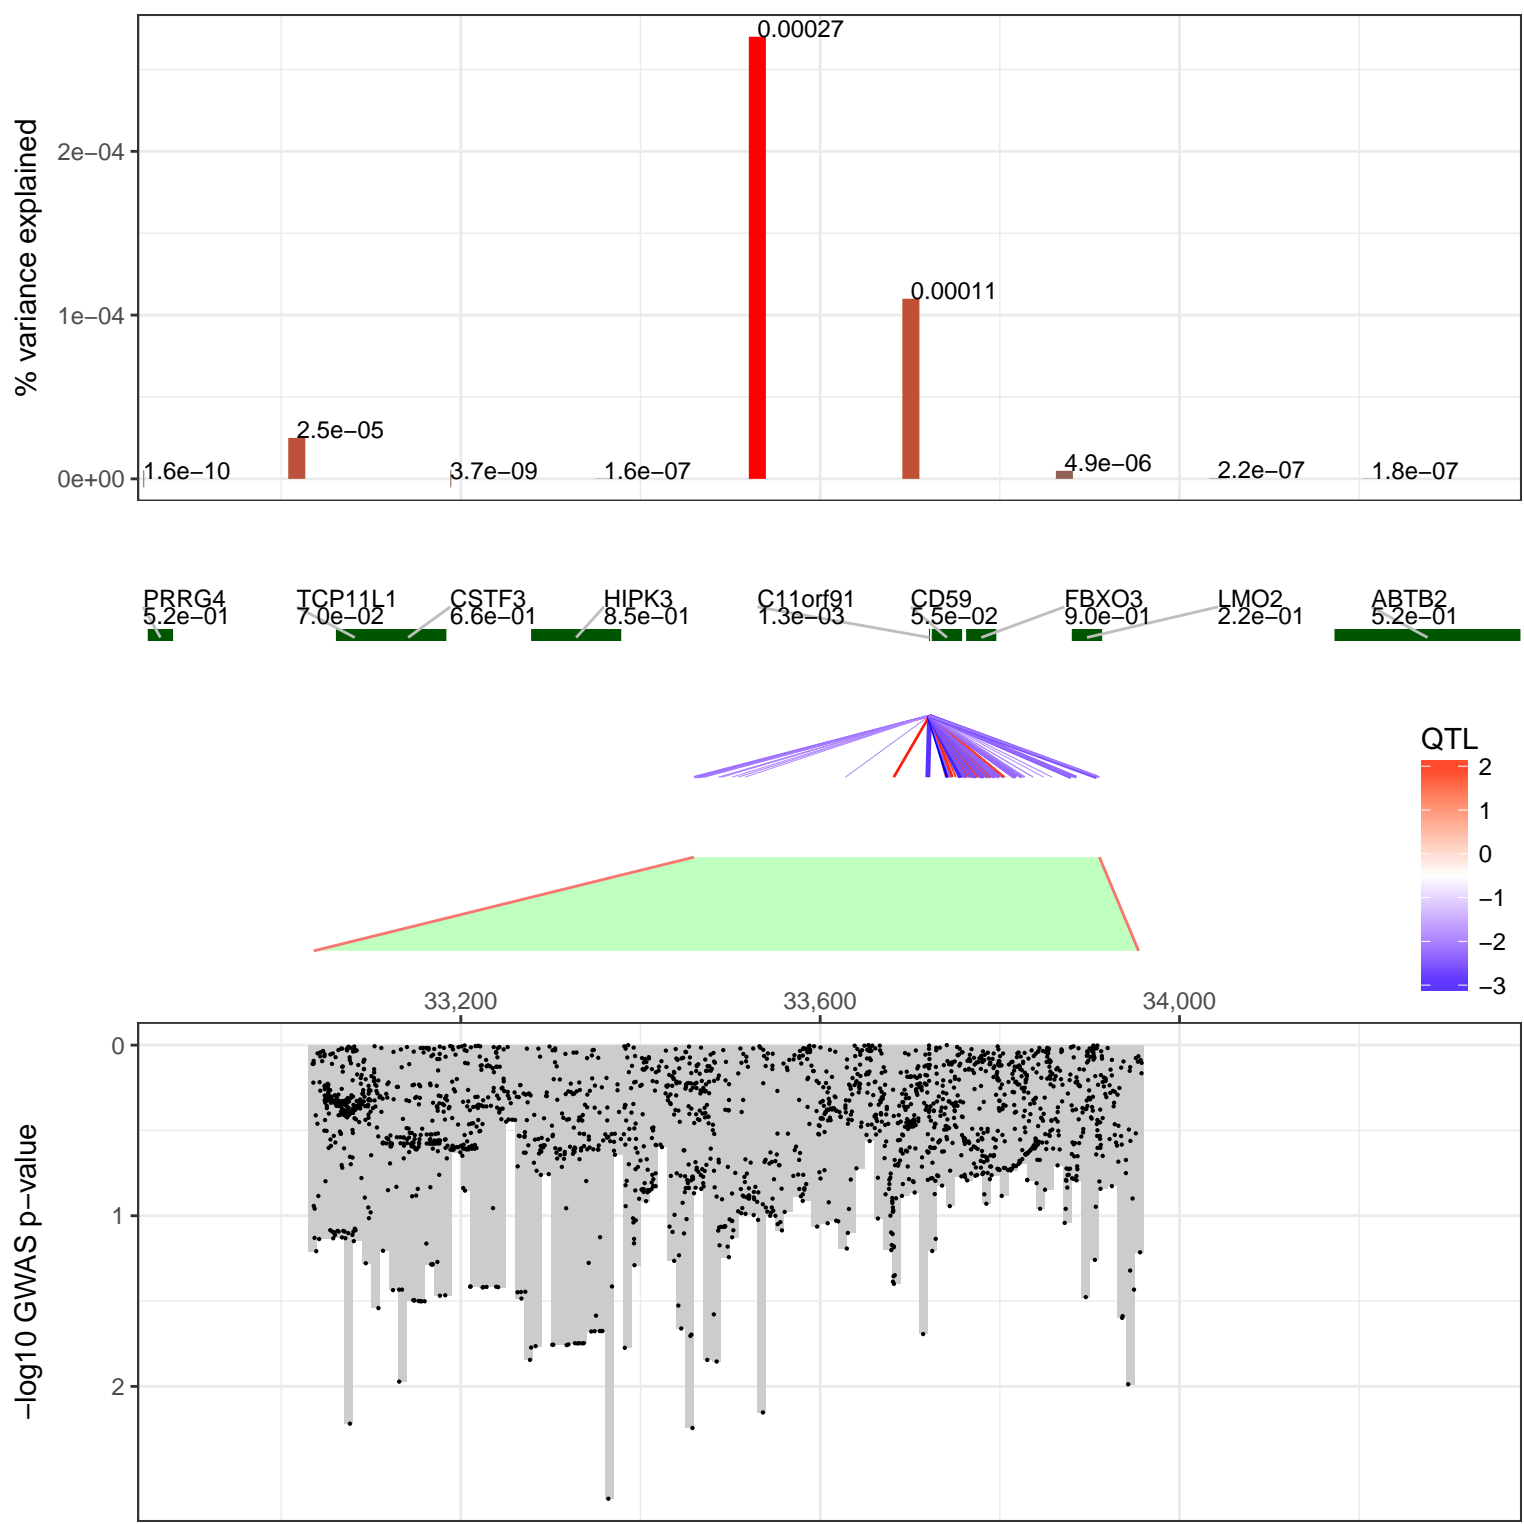 % variance explained
2e−04
1e−04
0e+00
0.00027
0.00011
2.5e−05
1.6e−10
3.7e−09
1.6e−07
4.9e−06
2.2e−07
1.8e−07
PRRG4 TCP11L1 CSTF3 HIPK3 C11orf91 CD59 FBXO3 LMO2 ABTB2
5.2e−01 7.0e−02 6.6e−01 8.5e−01 1.3e−03 5.5e−02 9.0e−01 2.2e−01 5.2e−01
QTL
2
1
0
−1
−2
−3
33,200 33,600 34,000
−log10 GWAS p−value
0
1
2